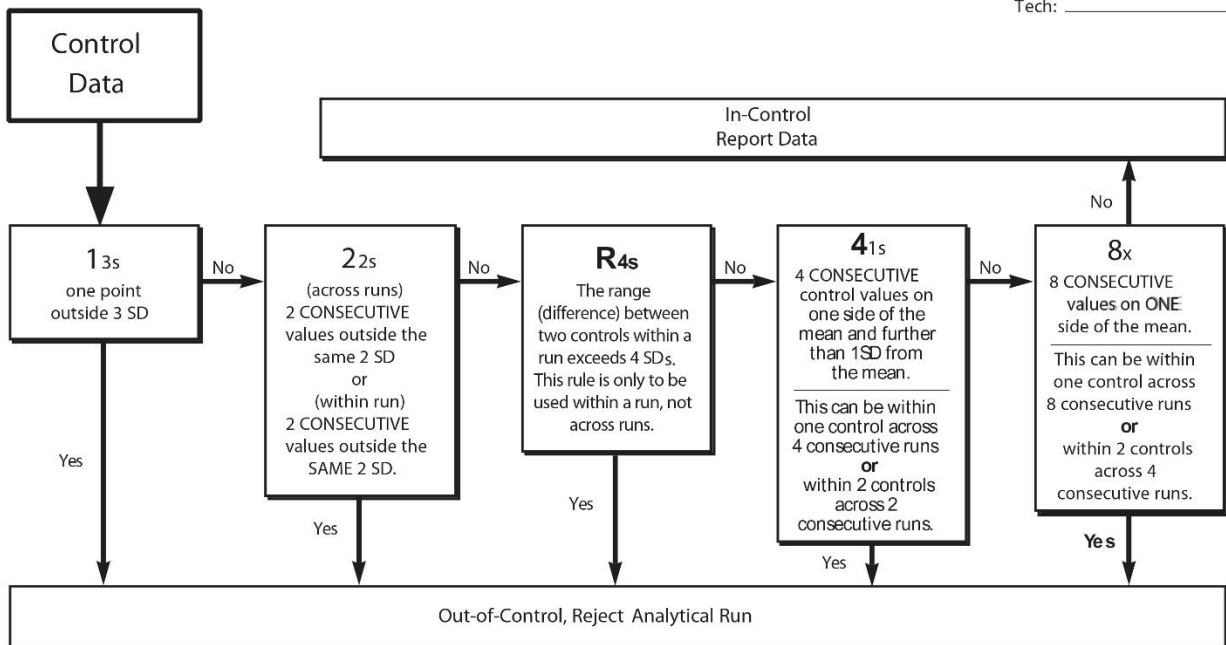 Tech:
Control
Data
In-Control
Report Data
No
1 3s
one point
outside 3 SD
No
2 2s
(across runs)
2 CONSECUTIVE
values outside the
same 2 SD
or
(within run)
2 CONSECUTIVE
values outside the
SAME 2 SD.
No
R4s
The range
(difference) between
two controls within a
run exceeds 4 SDs.
This rule is only to be
used within a run, not
across runs.
No
4 1s
4 CONSECUTIVE
control values on
one side of the
mean and further
than 1SD from
the mean.
This can be within
one control across
4 consecutive runs
or
within 2 controls
across 2
consecutive runs.
No
8x
8 CONSECUTIVE
values on ONE
side of the mean.
This can be within
one control across
8 consecutive runs
or
within 2 controls
across 4
consecutive runs.
Yes
Yes
Yes
Yes
Yes
Out-of-Control, Reject Analytical Run